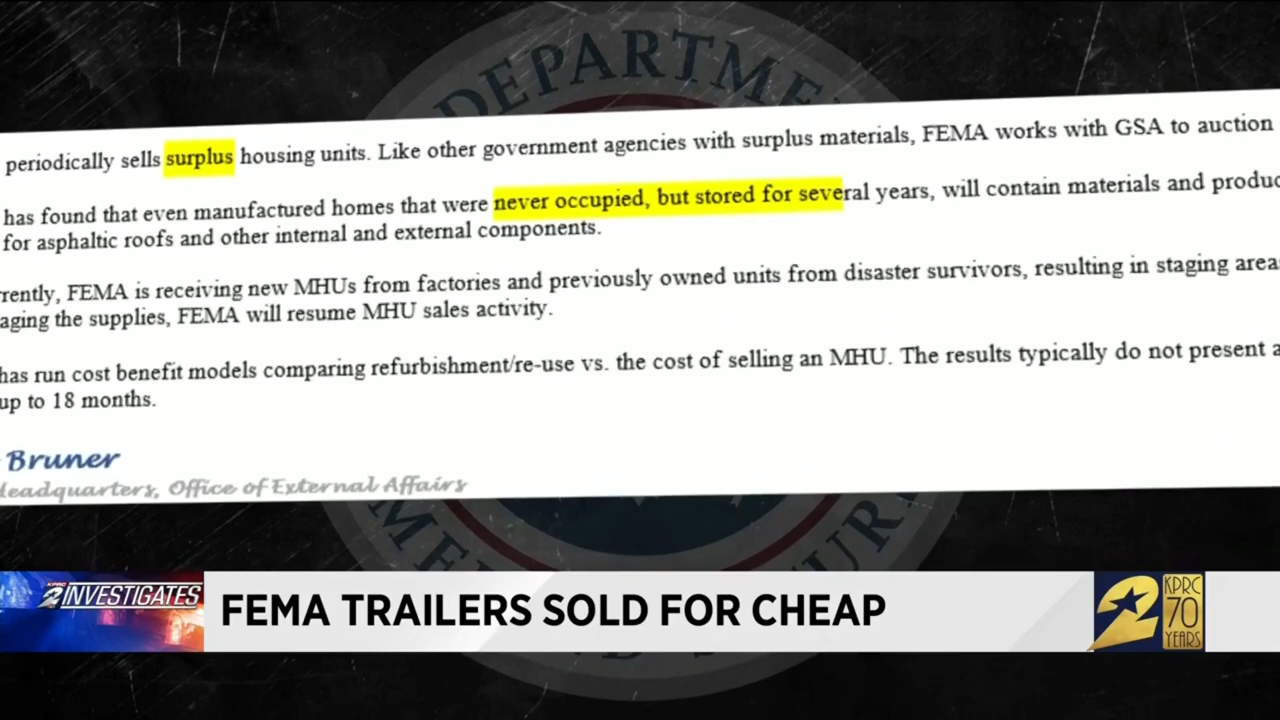 DEPARTMEN
periodically sells surplus housing units. Like other government agencies with surplus materials, FEMA works with GSA to auction
has found that even manufactured homes that were never occupied, but stored for several years, will contain materials and produc
for asphaltic roofs and other internal and external components.
rrently, FEMA is receiving new MHUs from factories and previously owned units from disaster survivors, resulting in staging area
aging the supplies, FEMA will resume MHU sales activity.
has run cost benefit models comparing refurbishment/re-use vs. the cost of selling an MHU. The results typically do not present a
up to 18 months.
Bruner
Headquarters, Office of External Affairs
KPRC 2 INVESTIGATES
FEMA TRAILERS SOLD FOR CHEAP
2 KPRC
70
YEARS